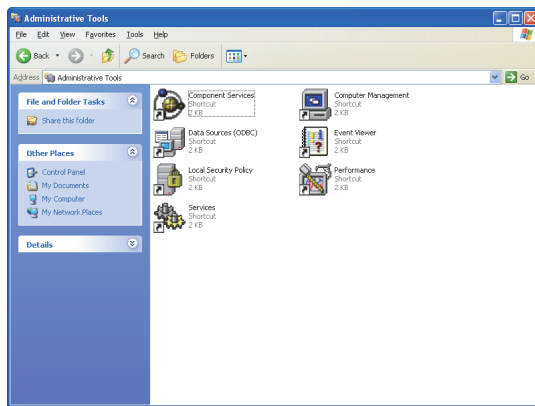 Administrative Tools
File Edit View Favorites Tools Help
Back Search Folders
Address Administrative Tools Go
File and Folder Tasks
Share this folder
Other Places
Control Panel
My Documents
My Computer
My Network Places
Details
Component Services
Shortcut
2 KB
Computer Management
Shortcut
2 KB
Data Sources (ODBC)
Shortcut
2 KB
Event Viewer
Shortcut
2 KB
Local Security Policy
Shortcut
2 KB
Performance
Shortcut
2 KB
Services
Shortcut
2 KB